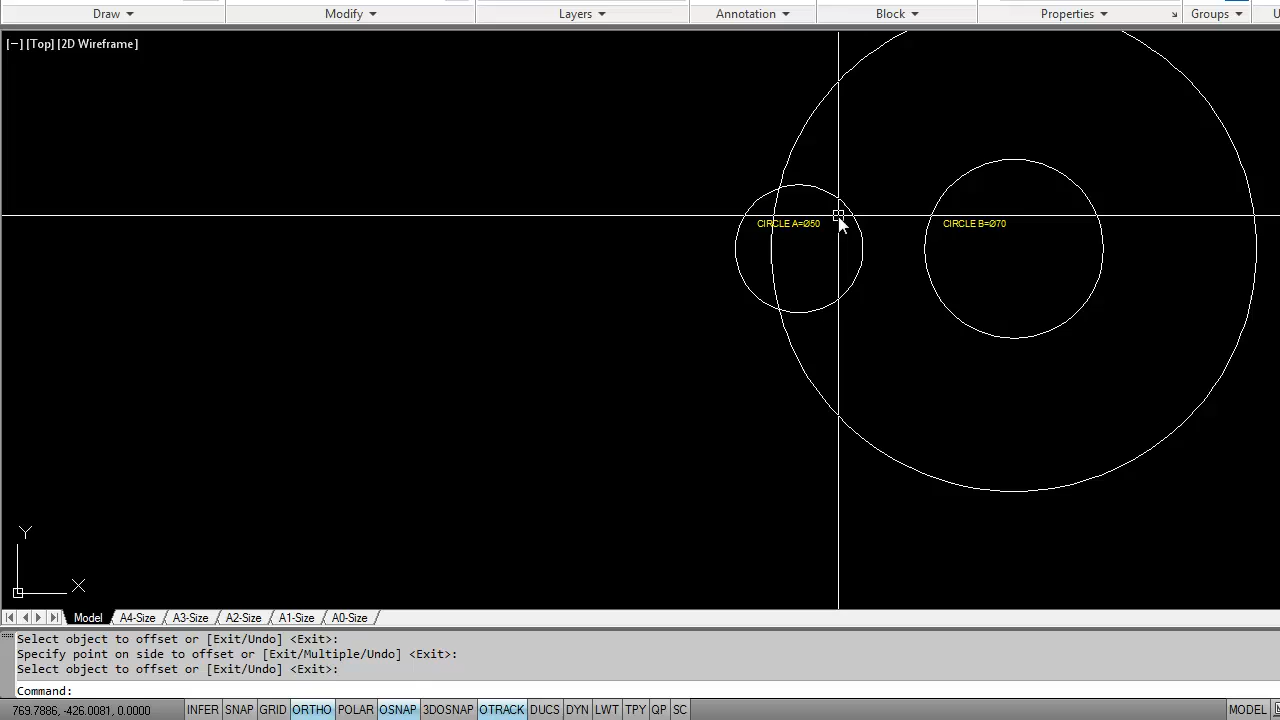 Draw Modify Layers Annotation Block Properties Groups
[−] [Top] [2D Wireframe]
CIRCLE A=Ø50 CIRCLE B=Ø70
Y
X
Model A4-Size A3-Size A2-Size A1-Size A0-Size
Select object to offset or [Exit/Undo] <Exit>:
Specify point on side to offset or [Exit/Multiple/Undo] <Exit>:
Select object to offset or [Exit/Undo] <Exit>:
Command:
769.7886, -426.0081, 0.0000 INFER SNAP GRID ORTHO POLAR OSNAP 3DOSNAP OTRACK DUCS DYN LWT TPY QP SC MODEL